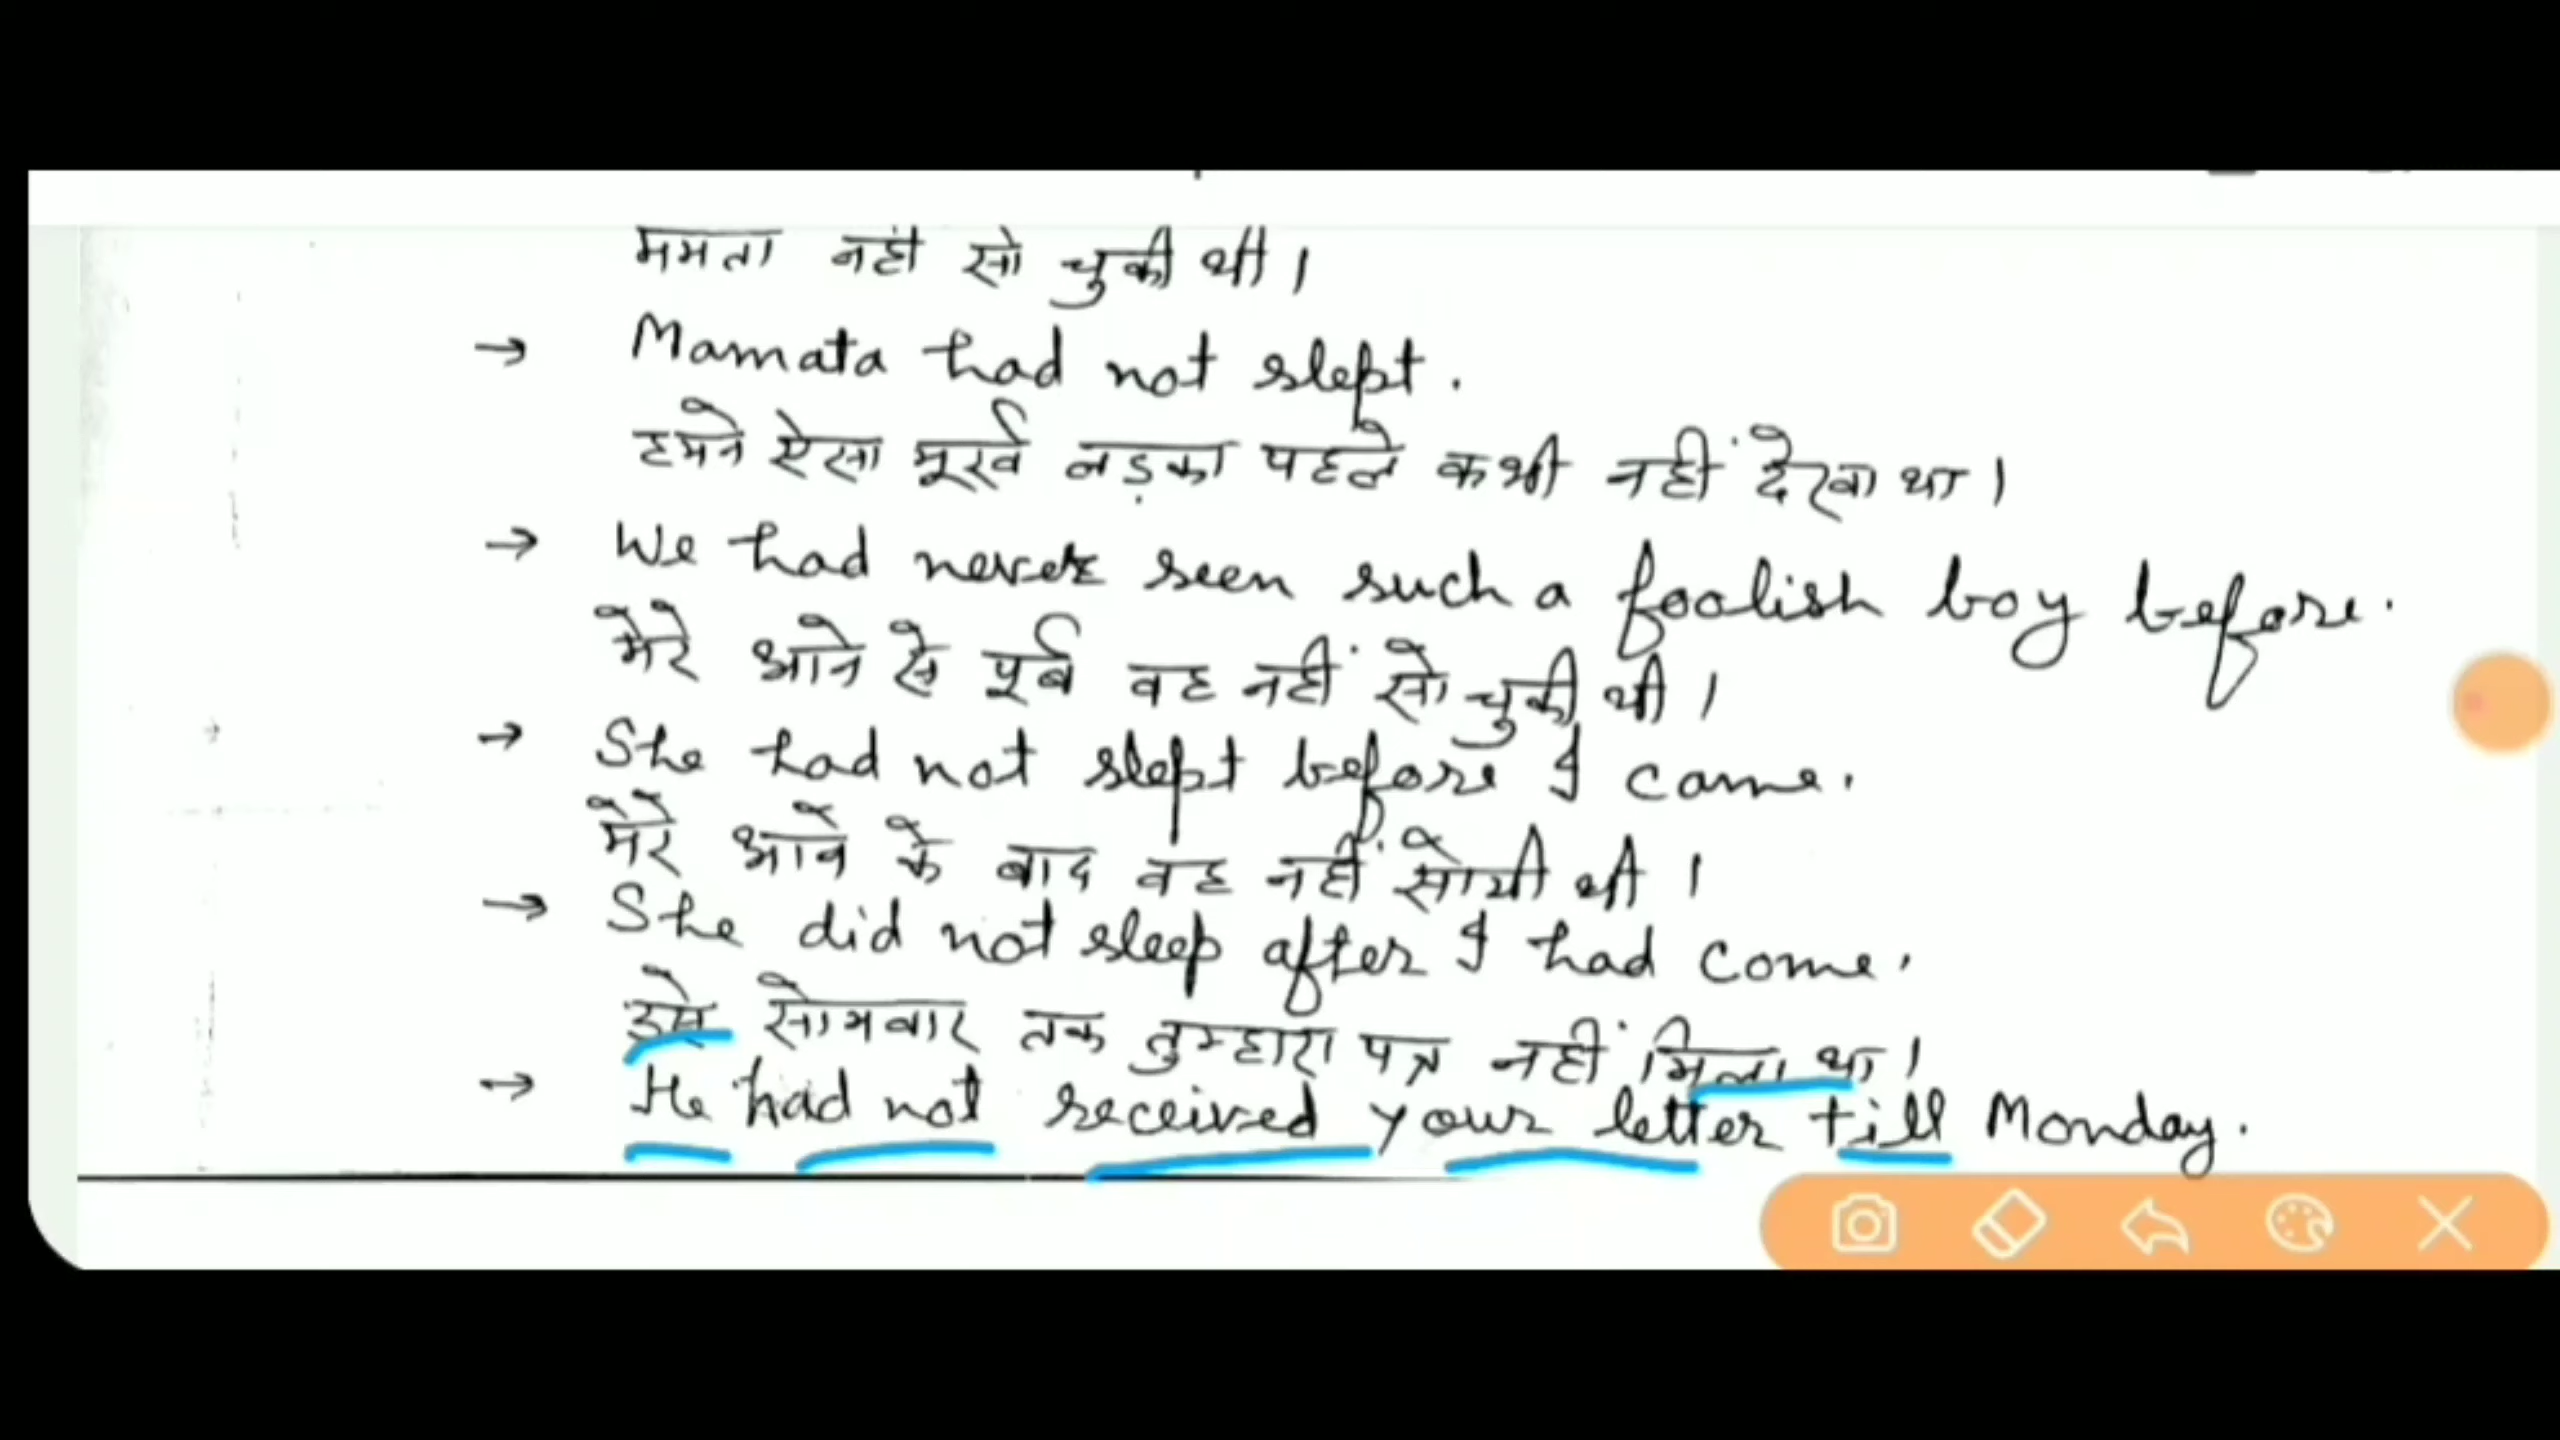 ममता नहीं सो चुकी थी।
→ Mamata had not slept.
हमने ऐसा मूर्ख लड़का पहले कभी नहीं देखा था।
→ We had never seen such a foolish boy before.
मेरे आने से पूर्व वह नहीं सो चुकी थी।
→ She had not slept before I came.
मेरे आने के बाद वह नहीं सोयी थी।
→ She did not sleep after I had come.
उसे सोमवार तक तुम्हारा पत्र नहीं मिला था।
→ He had not received your letter till Monday.